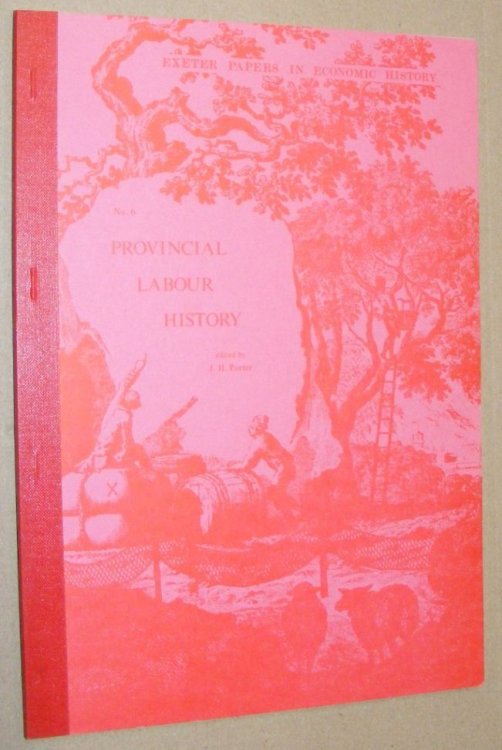 EXETER PAPERS IN ECONOMIC HISTORY
No. 6
PROVINCIAL
LABOUR
HISTORY
edited by
J. H. Porter
X